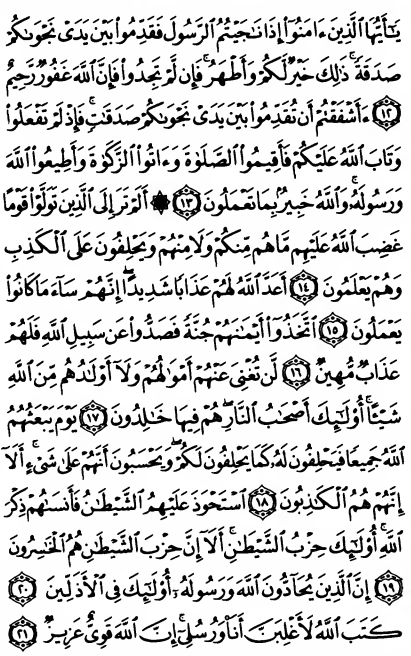 يَٰٓأَيُّهَا ٱلَّذِينَ ءَامَنُوٓا۟ إِذَا نَٰجَيْتُمُ ٱلرَّسُولَ فَقَدِّمُوا۟ بَيْنَ يَدَىْ نَجْوَىٰكُمْ
صَدَقَةً ۚ ذَٰلِكَ خَيْرٌ لَّكُمْ وَأَطْهَرُ ۚ فَإِن لَّمْ تَجِدُوا۟ فَإِنَّ ٱللَّهَ غَفُورٌ رَّحِيمٌ
﴿١٢﴾ ءَأَشْفَقْتُمْ أَن تُقَدِّمُوا۟ بَيْنَ يَدَىْ نَجْوَىٰكُمْ صَدَقَٰتٍ ۚ فَإِذْ لَمْ تَفْعَلُوا۟
وَتَابَ ٱللَّهُ عَلَيْكُمْ فَأَقِيمُوا۟ ٱلصَّلَوٰةَ وَءَاتُوا۟ ٱلزَّكَوٰةَ وَأَطِيعُوا۟ ٱللَّهَ
وَرَسُولَهُۥ ۚ وَٱللَّهُ خَبِيرٌۢ بِمَا تَعْمَلُونَ ﴿١٣﴾ ۞ أَلَمْ تَرَ إِلَى ٱلَّذِينَ تَوَلَّوْا۟ قَوْمًا
غَضِبَ ٱللَّهُ عَلَيْهِم مَّا هُم مِّنكُمْ وَلَا مِنْهُمْ وَيَحْلِفُونَ عَلَى ٱلْكَذِبِ
وَهُمْ يَعْلَمُونَ ﴿١٤﴾ أَعَدَّ ٱللَّهُ لَهُمْ عَذَابًا شَدِيدًا ۖ إِنَّهُمْ سَآءَ مَا كَانُوا۟
يَعْمَلُونَ ﴿١٥﴾ ٱتَّخَذُوٓا۟ أَيْمَٰنَهُمْ جُنَّةً فَصَدُّوا۟ عَن سَبِيلِ ٱللَّهِ فَلَهُمْ
عَذَابٌ مُّهِينٌ ﴿١٦﴾ لَّن تُغْنِىَ عَنْهُمْ أَمْوَٰلُهُمْ وَلَآ أَوْلَٰدُهُم مِّنَ ٱللَّهِ
شَيْـًٔا ۚ أُو۟لَٰٓئِكَ أَصْحَٰبُ ٱلنَّارِ ۖ هُمْ فِيهَا خَٰلِدُونَ ﴿١٧﴾ يَوْمَ يَبْعَثُهُمُ
ٱللَّهُ جَمِيعًا فَيَحْلِفُونَ لَهُۥ كَمَا يَحْلِفُونَ لَكُمْ ۖ وَيَحْسَبُونَ أَنَّهُمْ عَلَىٰ شَىْءٍ ۚ أَلَآ
إِنَّهُمْ هُمُ ٱلْكَٰذِبُونَ ﴿١٨﴾ ٱسْتَحْوَذَ عَلَيْهِمُ ٱلشَّيْطَٰنُ فَأَنسَىٰهُمْ ذِكْرَ
ٱللَّهِ ۚ أُو۟لَٰٓئِكَ حِزْبُ ٱلشَّيْطَٰنِ ۚ أَلَآ إِنَّ حِزْبَ ٱلشَّيْطَٰنِ هُمُ ٱلْخَٰسِرُونَ
﴿١٩﴾ إِنَّ ٱلَّذِينَ يُحَآدُّونَ ٱللَّهَ وَرَسُولَهُۥٓ أُو۟لَٰٓئِكَ فِى ٱلْأَذَلِّينَ ﴿٢٠﴾
كَتَبَ ٱللَّهُ لَأَغْلِبَنَّ أَنَا۠ وَرُسُلِىٓ ۚ إِنَّ ٱللَّهَ قَوِىٌّ عَزِيزٌ ﴿٢١﴾